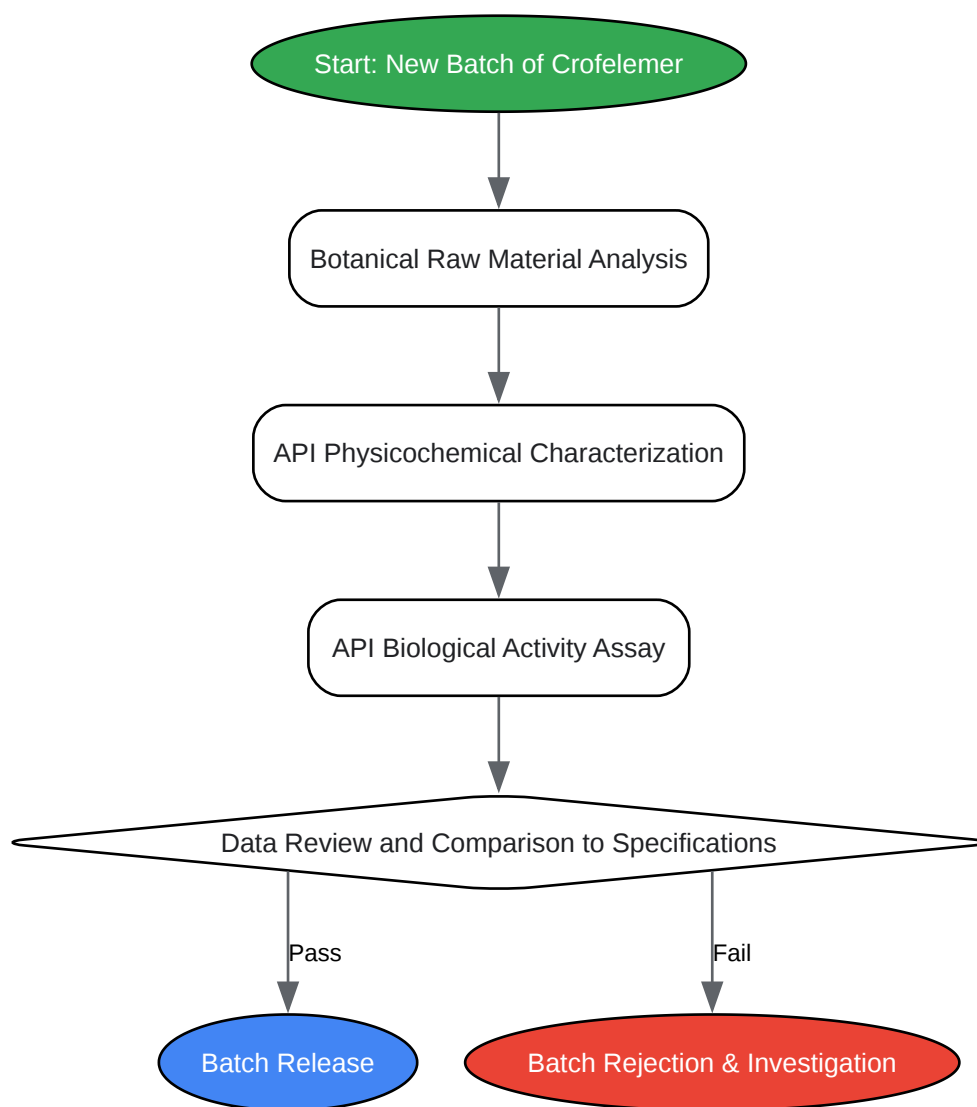 Start: New Batch of Crofelemer
Botanical Raw Material Analysis
API Physicochemical Characterization
API Biological Activity Assay
Data Review and Comparison to Specifications
Pass
Fail
Batch Release
Batch Rejection & Investigation